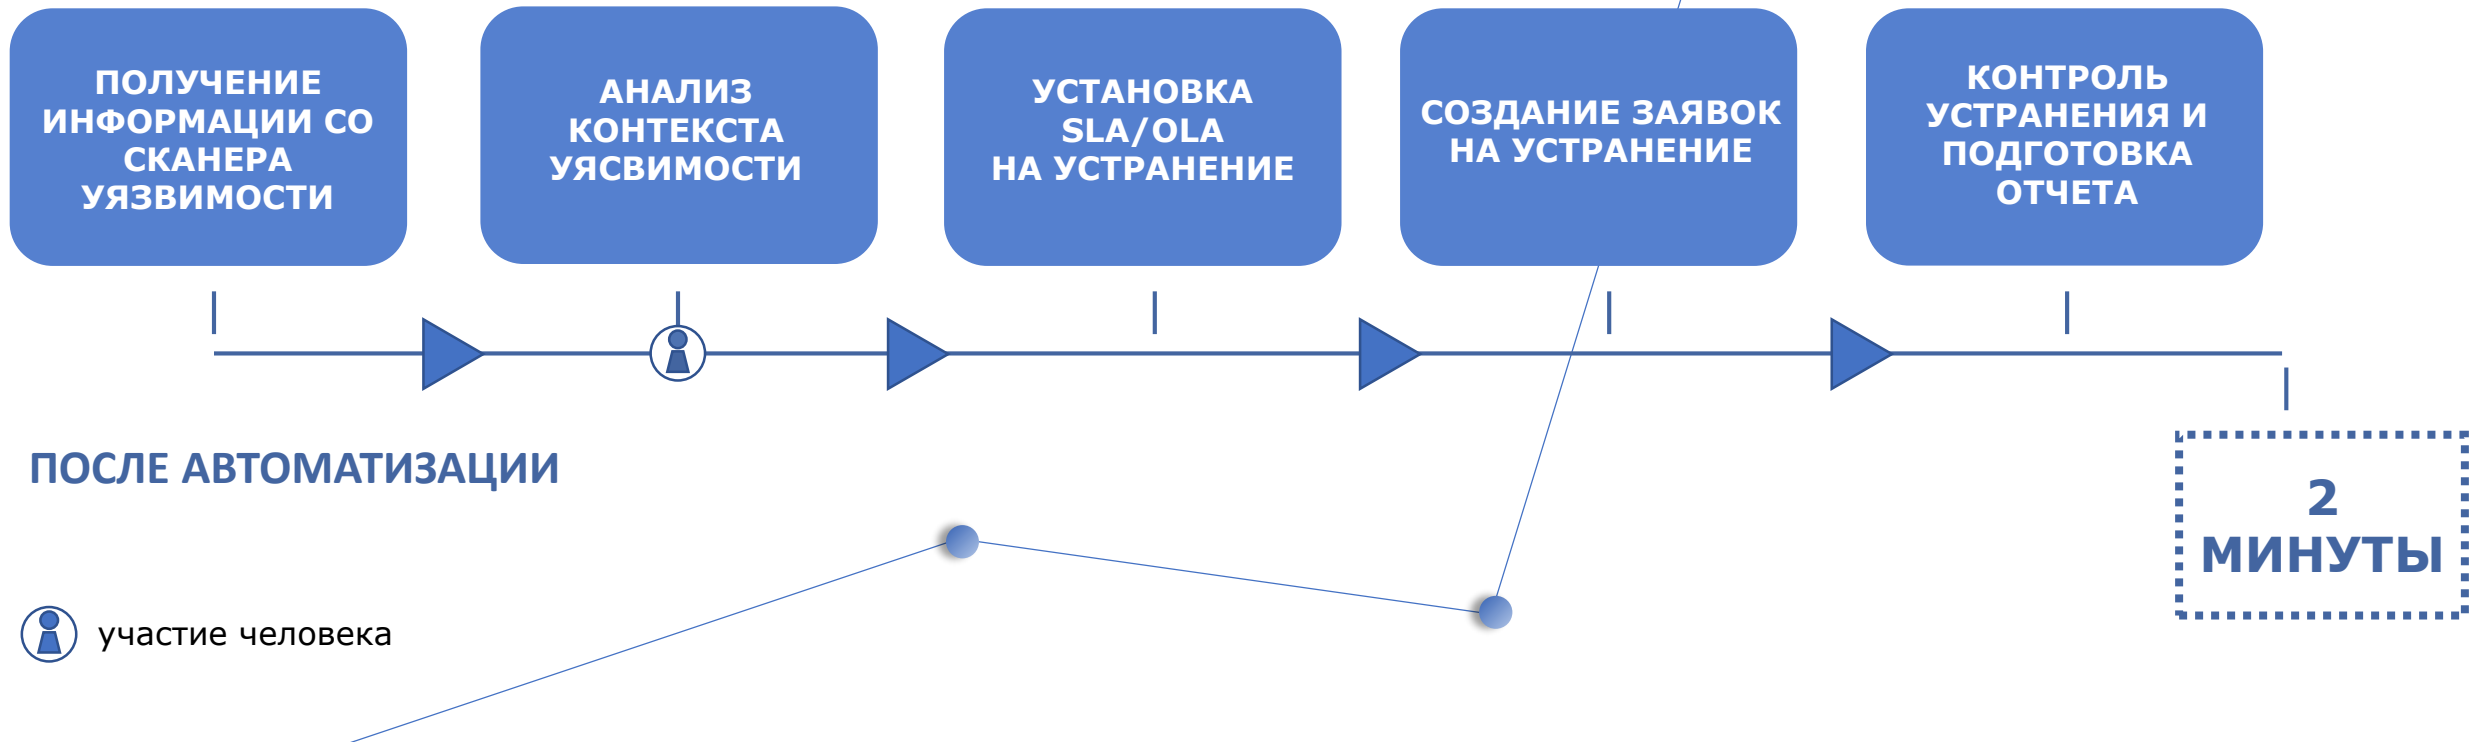 ПОЛУЧЕНИЕ
ИНФОРМАЦИИ СО
СКАНЕРА
УЯЗВИМОСТИ
АНАЛИЗ
КОНТЕКСТА
УЯСВИМОСТИ
УСТАНОВКА
SLA/OLA
НА УСТРАНЕНИЕ
СОЗДАНИЕ ЗАЯВОК
НА УСТРАНЕНИЕ
КОНТРОЛЬ
УСТРАНЕНИЯ И
ПОДГОТОВКА
ОТЧЕТА
ПОСЛЕ АВТОМАТИЗАЦИИ
2
МИНУТЫ
участие человека